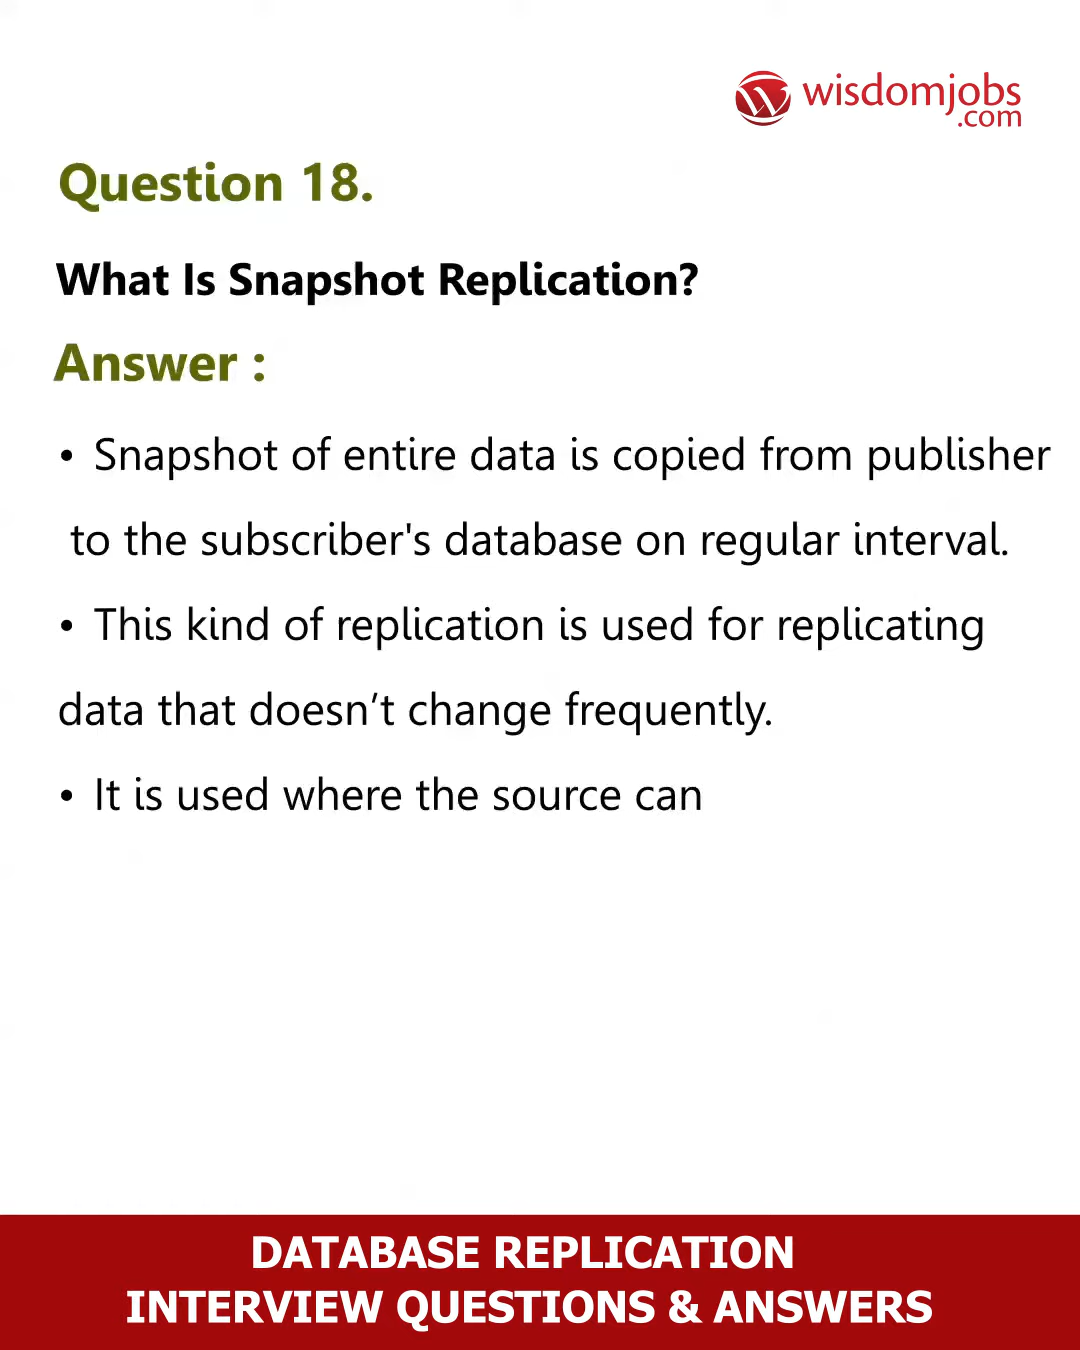 wisdomjobs
.com
Question 18.
What Is Snapshot Replication?
Answer :
• Snapshot of entire data is copied from publisher
to the subscriber's database on regular interval.
• This kind of replication is used for replicating
data that doesn’t change frequently.
• It is used where the source can
DATABASE REPLICATION
INTERVIEW QUESTIONS & ANSWERS